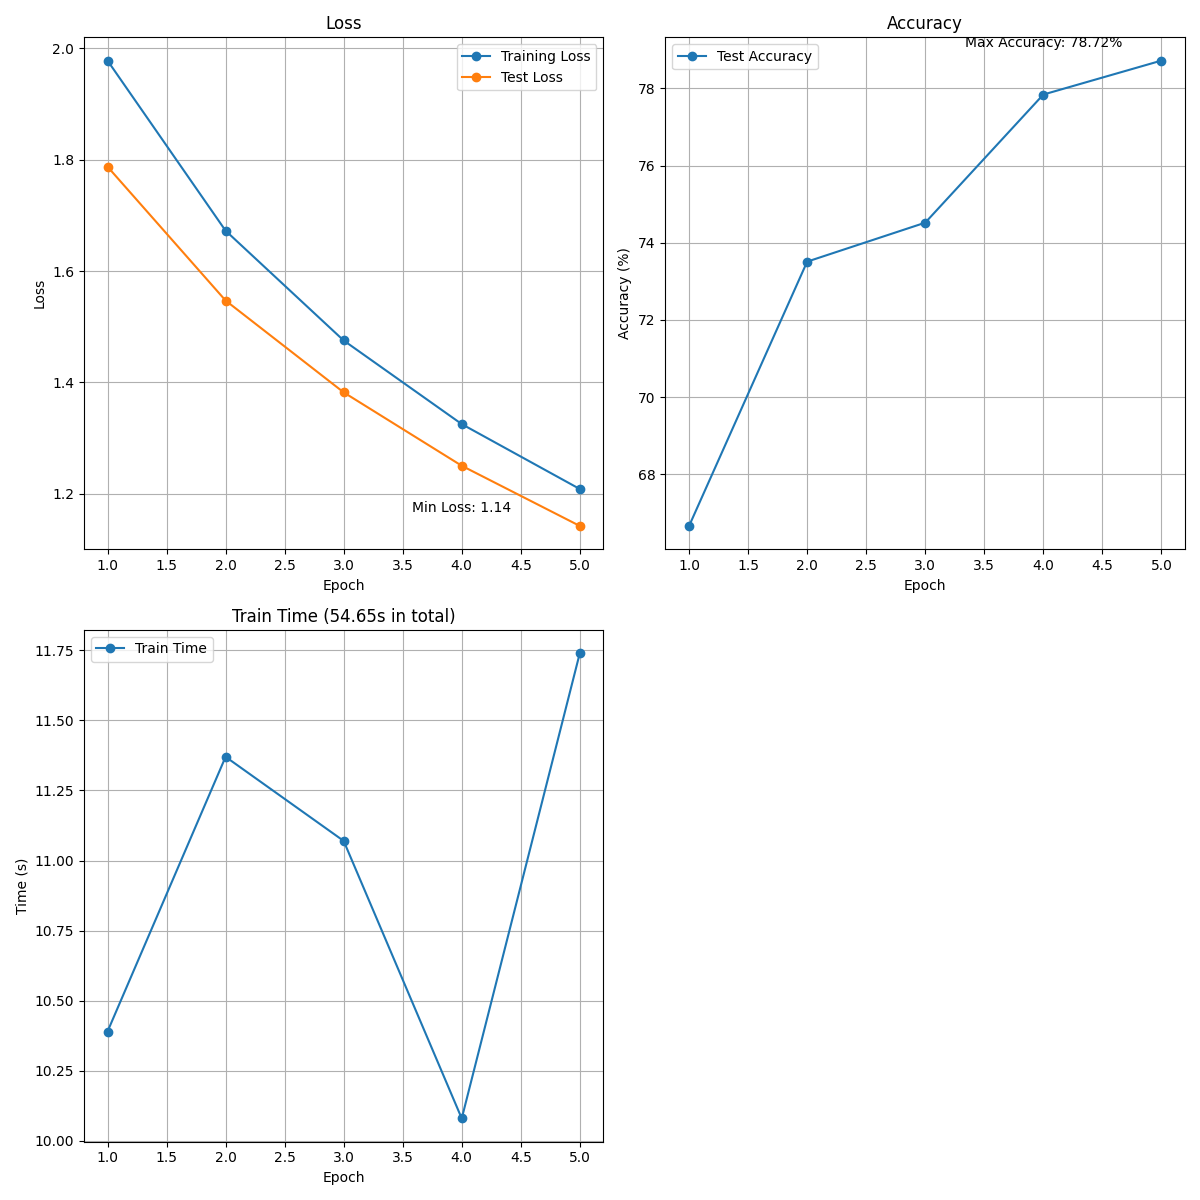 Loss
2.0
1.8
1.6
1.4
1.2
Loss
Training Loss
Test Loss
Min Loss: 1.14
1.0 1.5 2.0 2.5 3.0 3.5 4.0 4.5 5.0
Epoch
Accuracy
Max Accuracy: 78.72%
Test Accuracy
78
76
74
72
70
68
Accuracy (%)
1.0 1.5 2.0 2.5 3.0 3.5 4.0 4.5 5.0
Epoch
Train Time (54.65s in total)
Train Time
11.75
11.50
11.25
11.00
10.75
10.50
10.25
10.00
Time (s)
1.0 1.5 2.0 2.5 3.0 3.5 4.0 4.5 5.0
Epoch